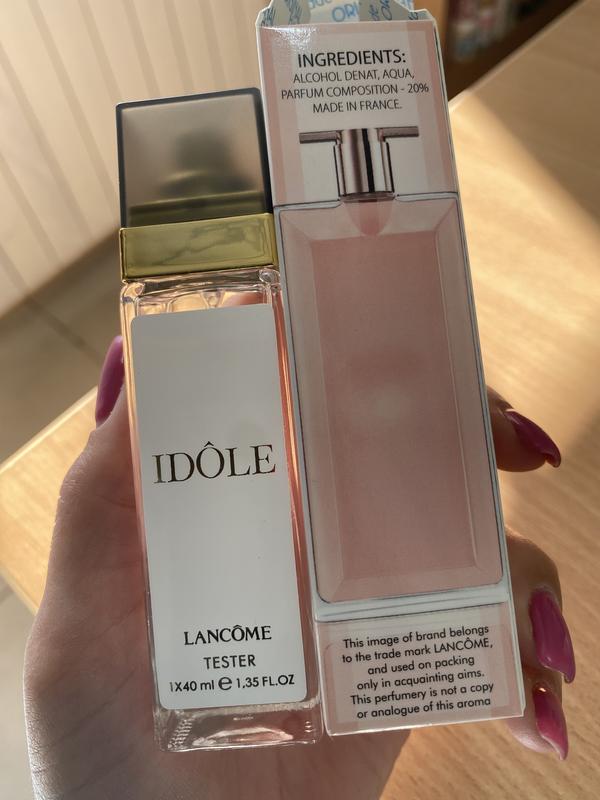 IDÔLE
LANCÔME
TESTER
1X40 ml e 1,35 FL.OZ
INGREDIENTS:
ALCOHOL DENAT, AQUA,
PARFUM COMPOSITION - 20%
MADE IN FRANCE.
This image of brand belongs
to the trade mark LANCÔME,
and used on packing
only in acquainting aims.
This perfumery is not a copy
or analogue of this aroma